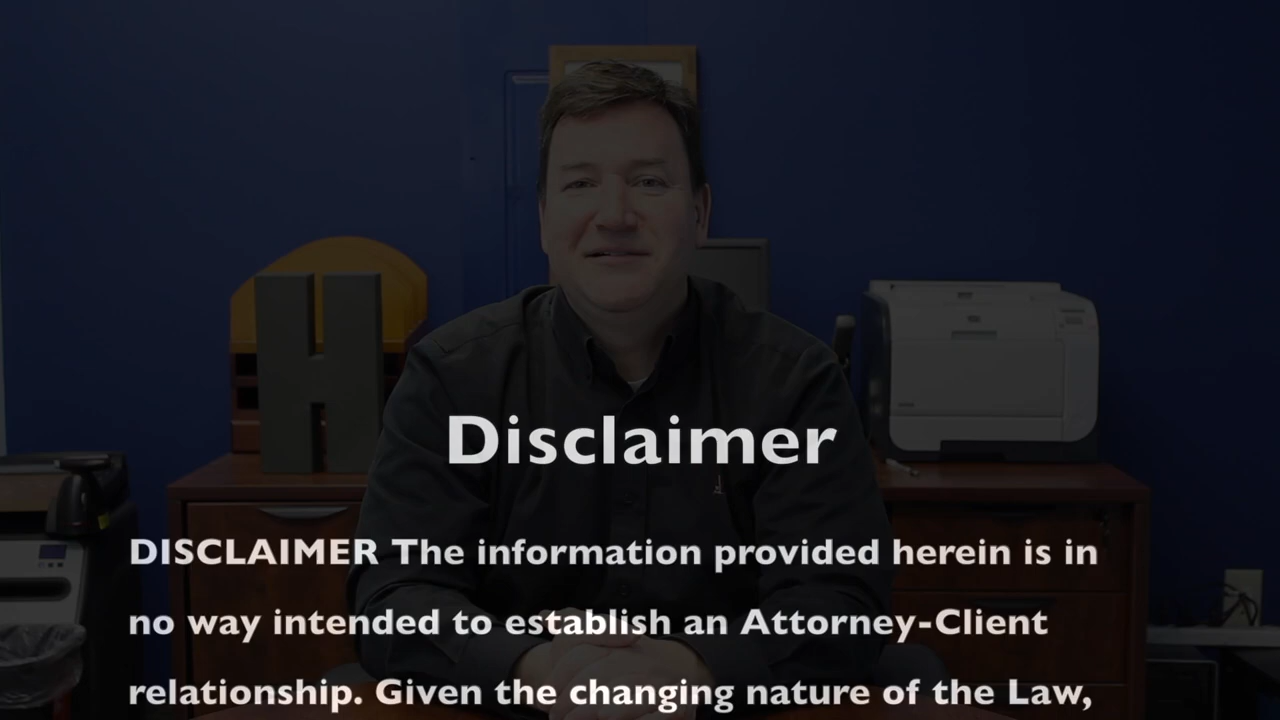 H
Disclaimer
DISCLAIMER The information provided herein is in
no way intended to establish an Attorney-Client
relationship. Given the changing nature of the Law,